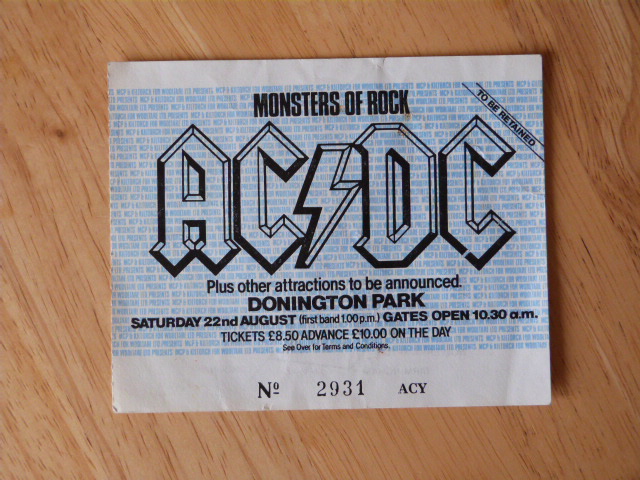 MONSTERS OF ROCK
TO BE RETAINED
AC/DC
Plus other attractions to be announced.
DONINGTON PARK
SATURDAY 22nd AUGUST (first band 1.00 p.m.) GATES OPEN 10.30 a.m.
TICKETS £8.50 ADVANCE £10.00 ON THE DAY
See Over for Terms and Conditions.
Nº 2931 ACY